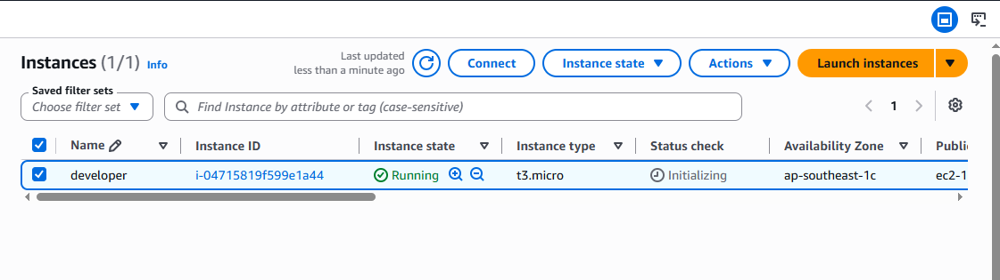 Instances (1/1) Info
Last updated
less than a minute ago
Connect
Instance state
Actions
Launch instances
Saved filter sets
Choose filter set
Find Instance by attribute or tag (case-sensitive)
1
Name Instance ID Instance state Instance type Status check Availability Zone Public
developer i-04715819f599e1a44 Running t3.micro Initializing ap-southeast-1c ec2-1